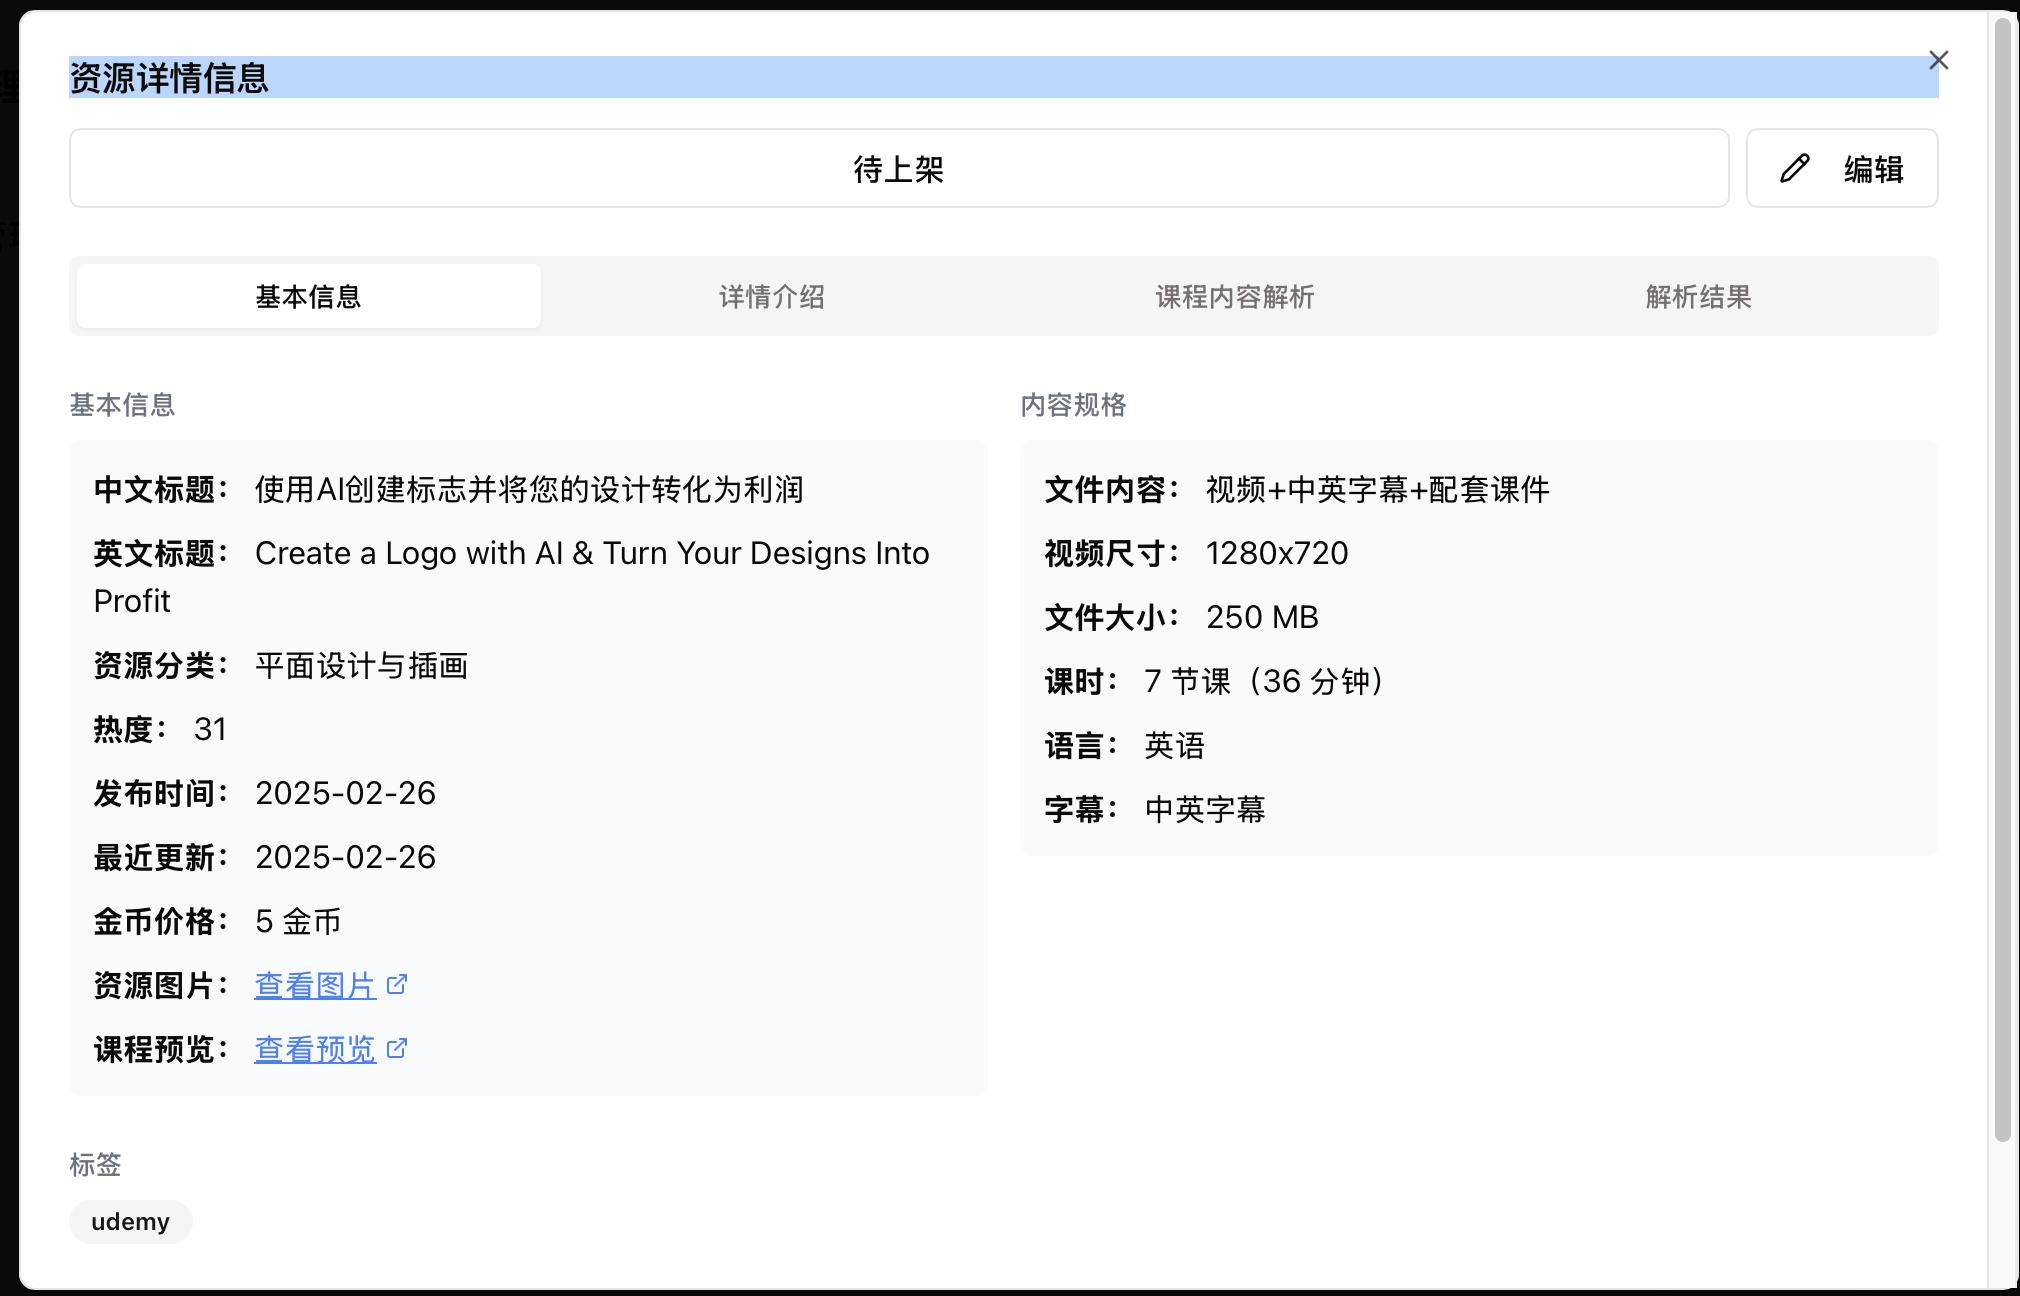 资源详情信息
待上架
编辑
基本信息
详情介绍
课程内容解析
解析结果
基本信息
中文标题： 使用AI创建标志并将您的设计转化为利润
英文标题： Create a Logo with AI & Turn Your Designs Into
Profit
资源分类： 平面设计与插画
热度： 31
发布时间： 2025-02-26
最近更新： 2025-02-26
金币价格： 5 金币
资源图片： 查看图片
课程预览： 查看预览
内容规格
文件内容： 视频+中英字幕+配套课件
视频尺寸： 1280x720
文件大小： 250 MB
课时： 7 节课（36 分钟）
语言： 英语
字幕： 中英字幕
标签
udemy